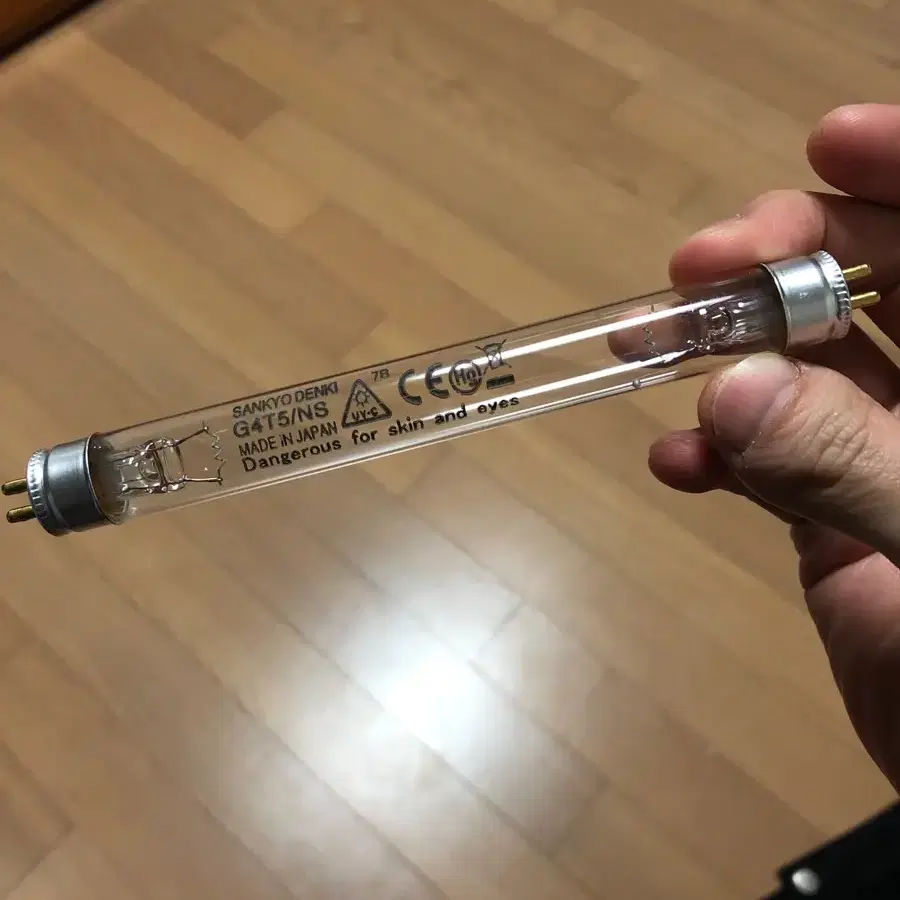 SANKYO DENKI
G4T5/NS
MADE IN JAPAN
UV-C
7B
CE
Hg
Dangerous for skin and eyes